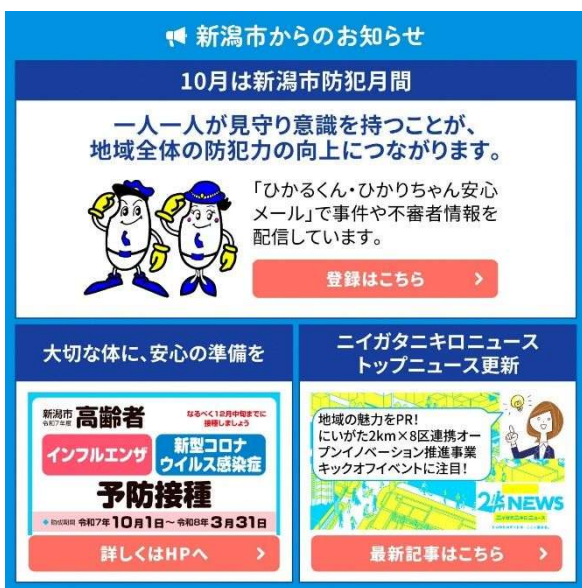 新潟市からのお知らせ
10月は新潟市防犯月間
一人一人が見守り意識を持つことが、
地域全体の防犯力の向上につながります。
「ひかるくん・ひかりちゃん安心
メール」で事件や不審者情報を
配信しています。
登録はこちら
大切な体に、安心の準備を
新潟市
令和7年度
高齢者
なるべく12月中旬までに
接種しましょう
インフルエンザ
新型コロナ
ウイルス感染症
予防接種
令和7年10月1日～令和8年3月31日
詳しくはHPへ
ニイガタニキロニュース
トップニュース更新
地域の魅力をPR!
にいがた2km×8区連携オー
プンイノベーション推進事業
キックオフイベントに注目!
2km NEWS
最新記事はこちら